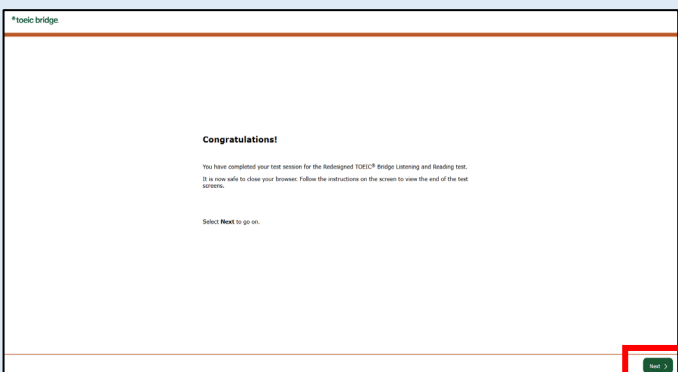 *toeic bridge.
Congratulations!
You have completed your test session for the Redesigned TOEIC® Bridge Listening and Reading test.
It is now safe to close your browser. Follow the instructions on the screen to view the end of the test
screens.
Select Next to go on.
Next >